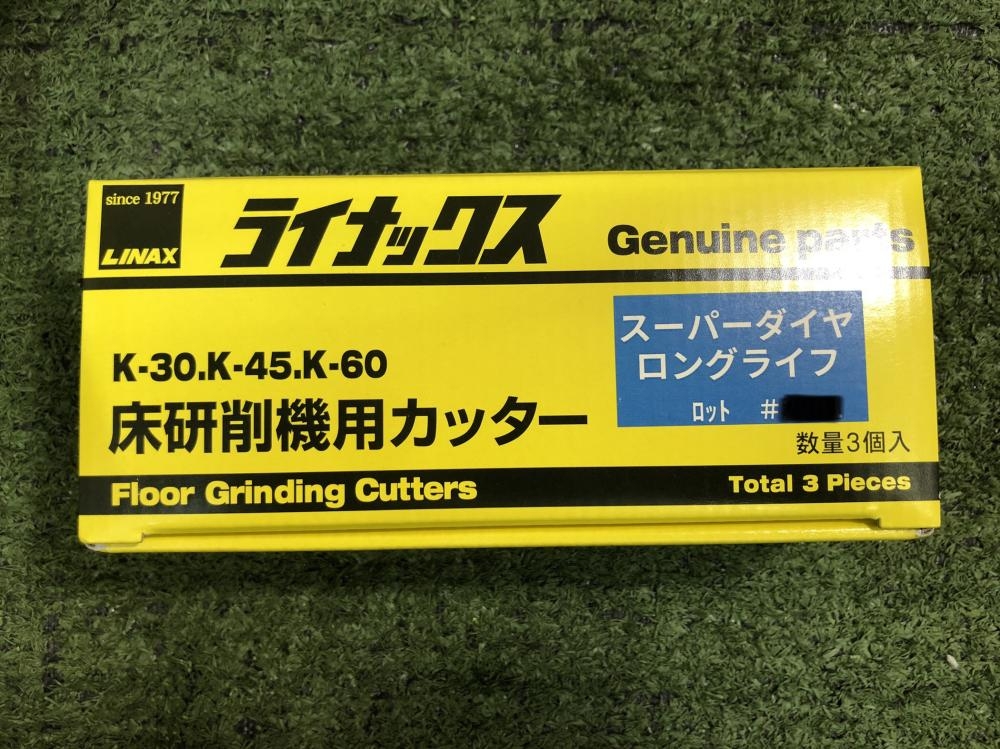 since 1977
LINAX
ライナックス
Genuine parts
スーパーダイヤ
ロングライフ
ロット #
K-30.K-45.K-60
床研削機用カッター
数量3個入
Floor Grinding Cutters
Total 3 Pieces